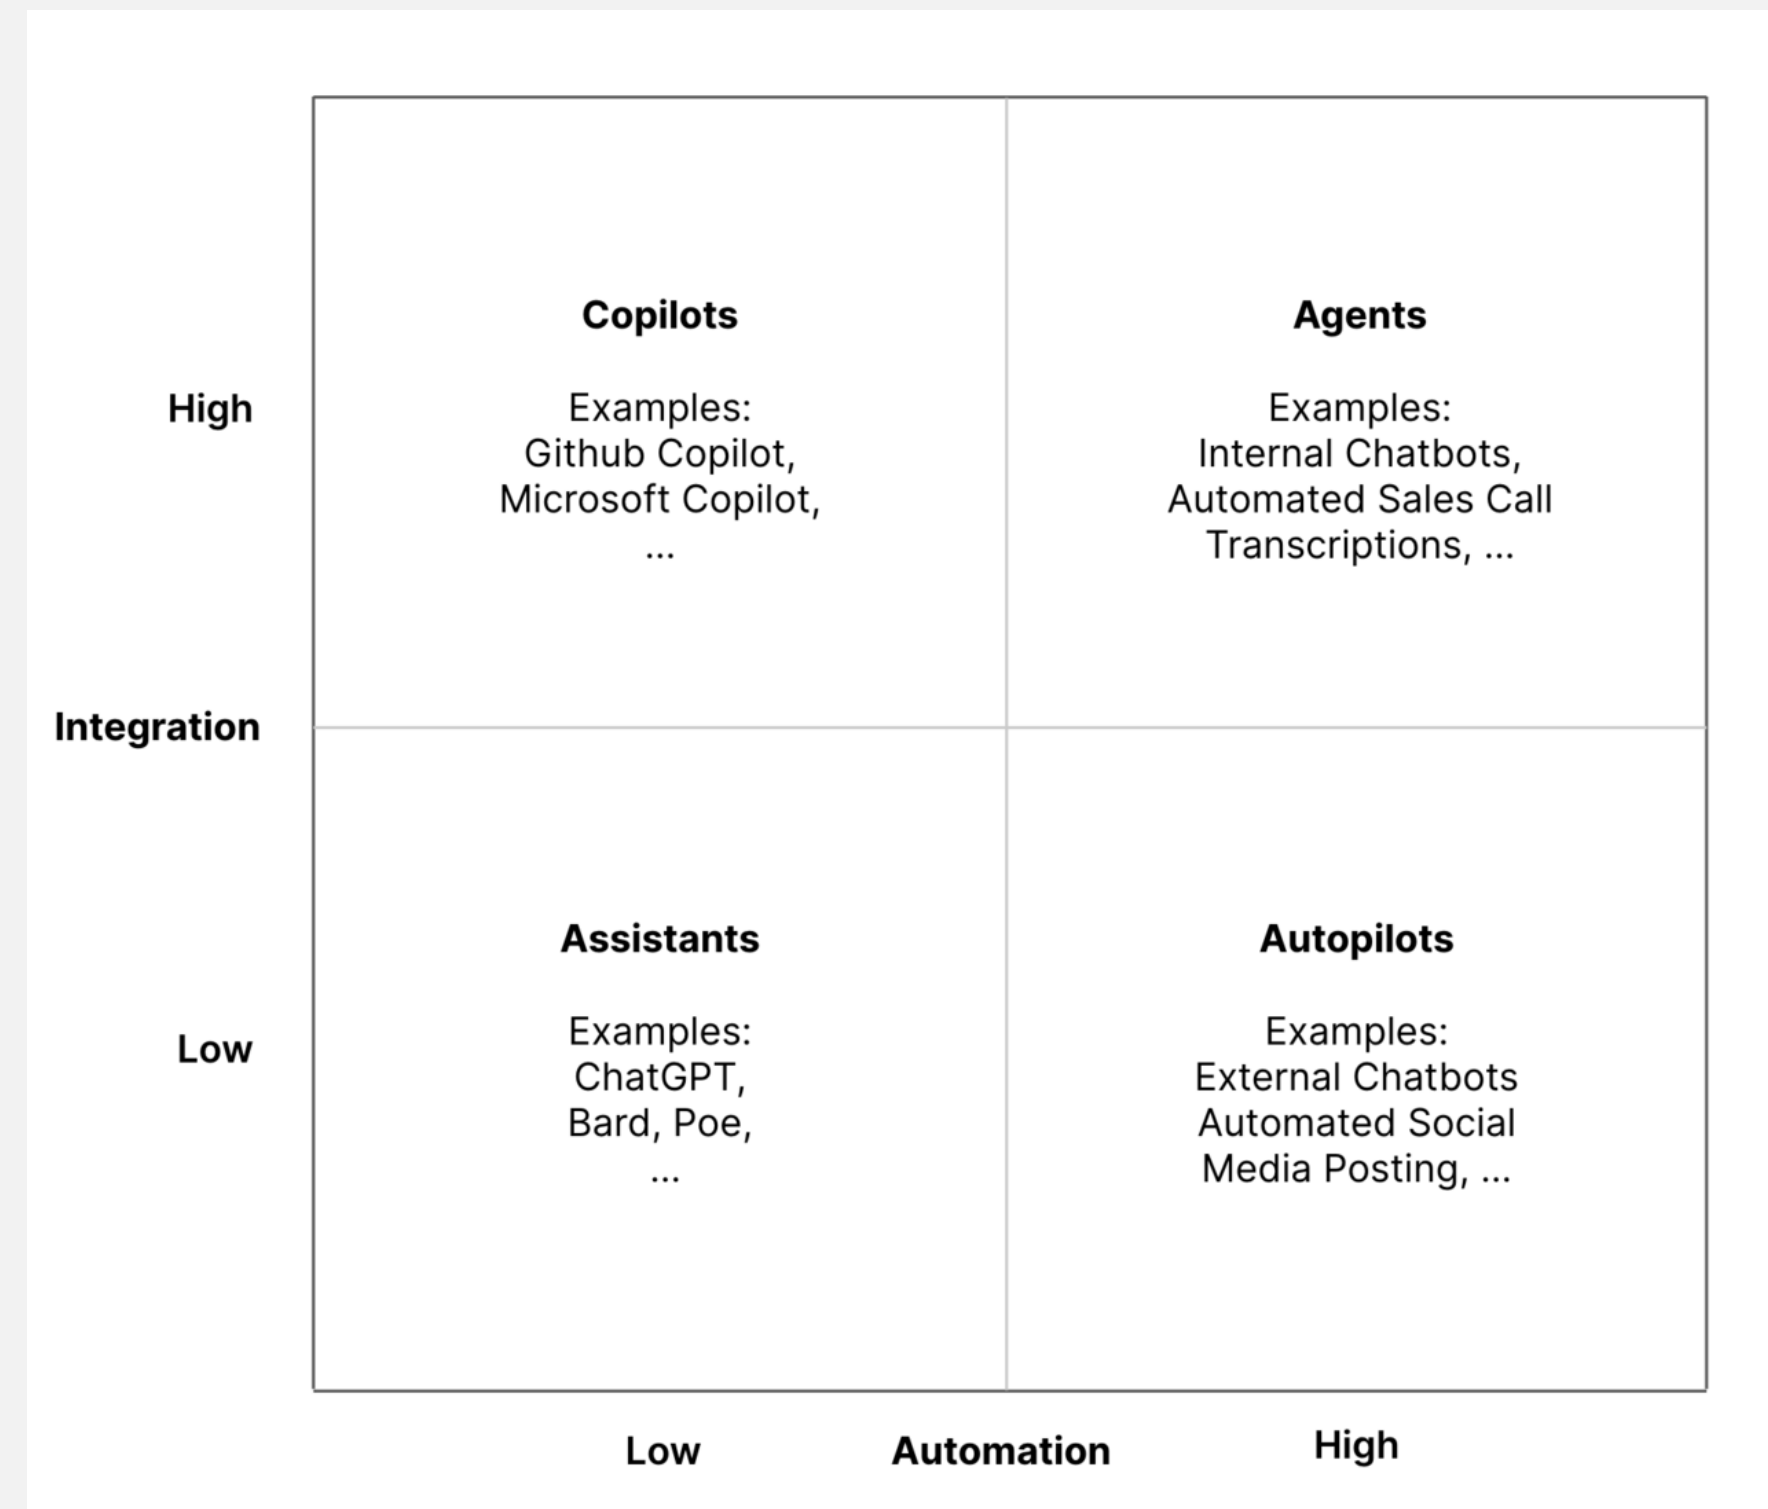 Copilots
Examples:
Github Copilot,
Microsoft Copilot,
...
Agents
Examples:
Internal Chatbots,
Automated Sales Call
Transcriptions, ...
High
Integration
Assistants
Examples:
ChatGPT,
Bard, Poe,
...
Autopilots
Examples:
External Chatbots
Automated Social
Media Posting, ...
Low
Low
Automation
High